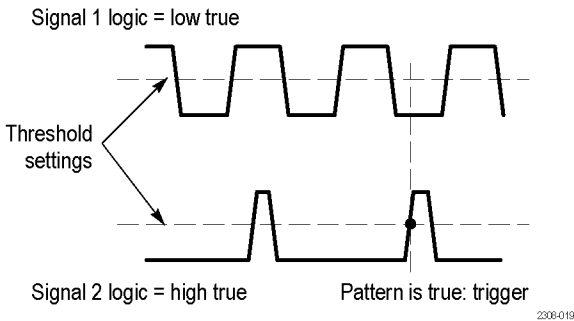 Signal 1 logic = low true
Threshold
settings
Signal 2 logic = high true
Pattern is true: trigger
2308-019